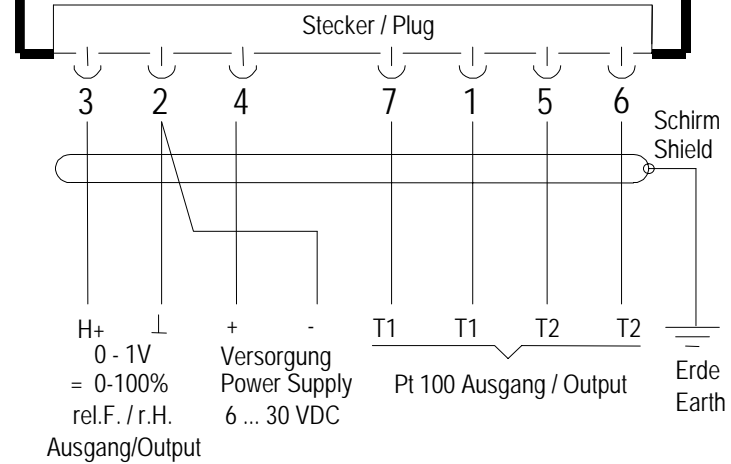 Stecker / Plug
3 2 4 7 1 5 6
Schirm
Shield
H+ ⊥ + - T1 T1 T2 T2
0 - 1V
= 0-100%
rel.F. / r.H.
Ausgang/Output
Versorgung
Power Supply
6 ... 30 VDC
Pt 100 Ausgang / Output
Erde
Earth